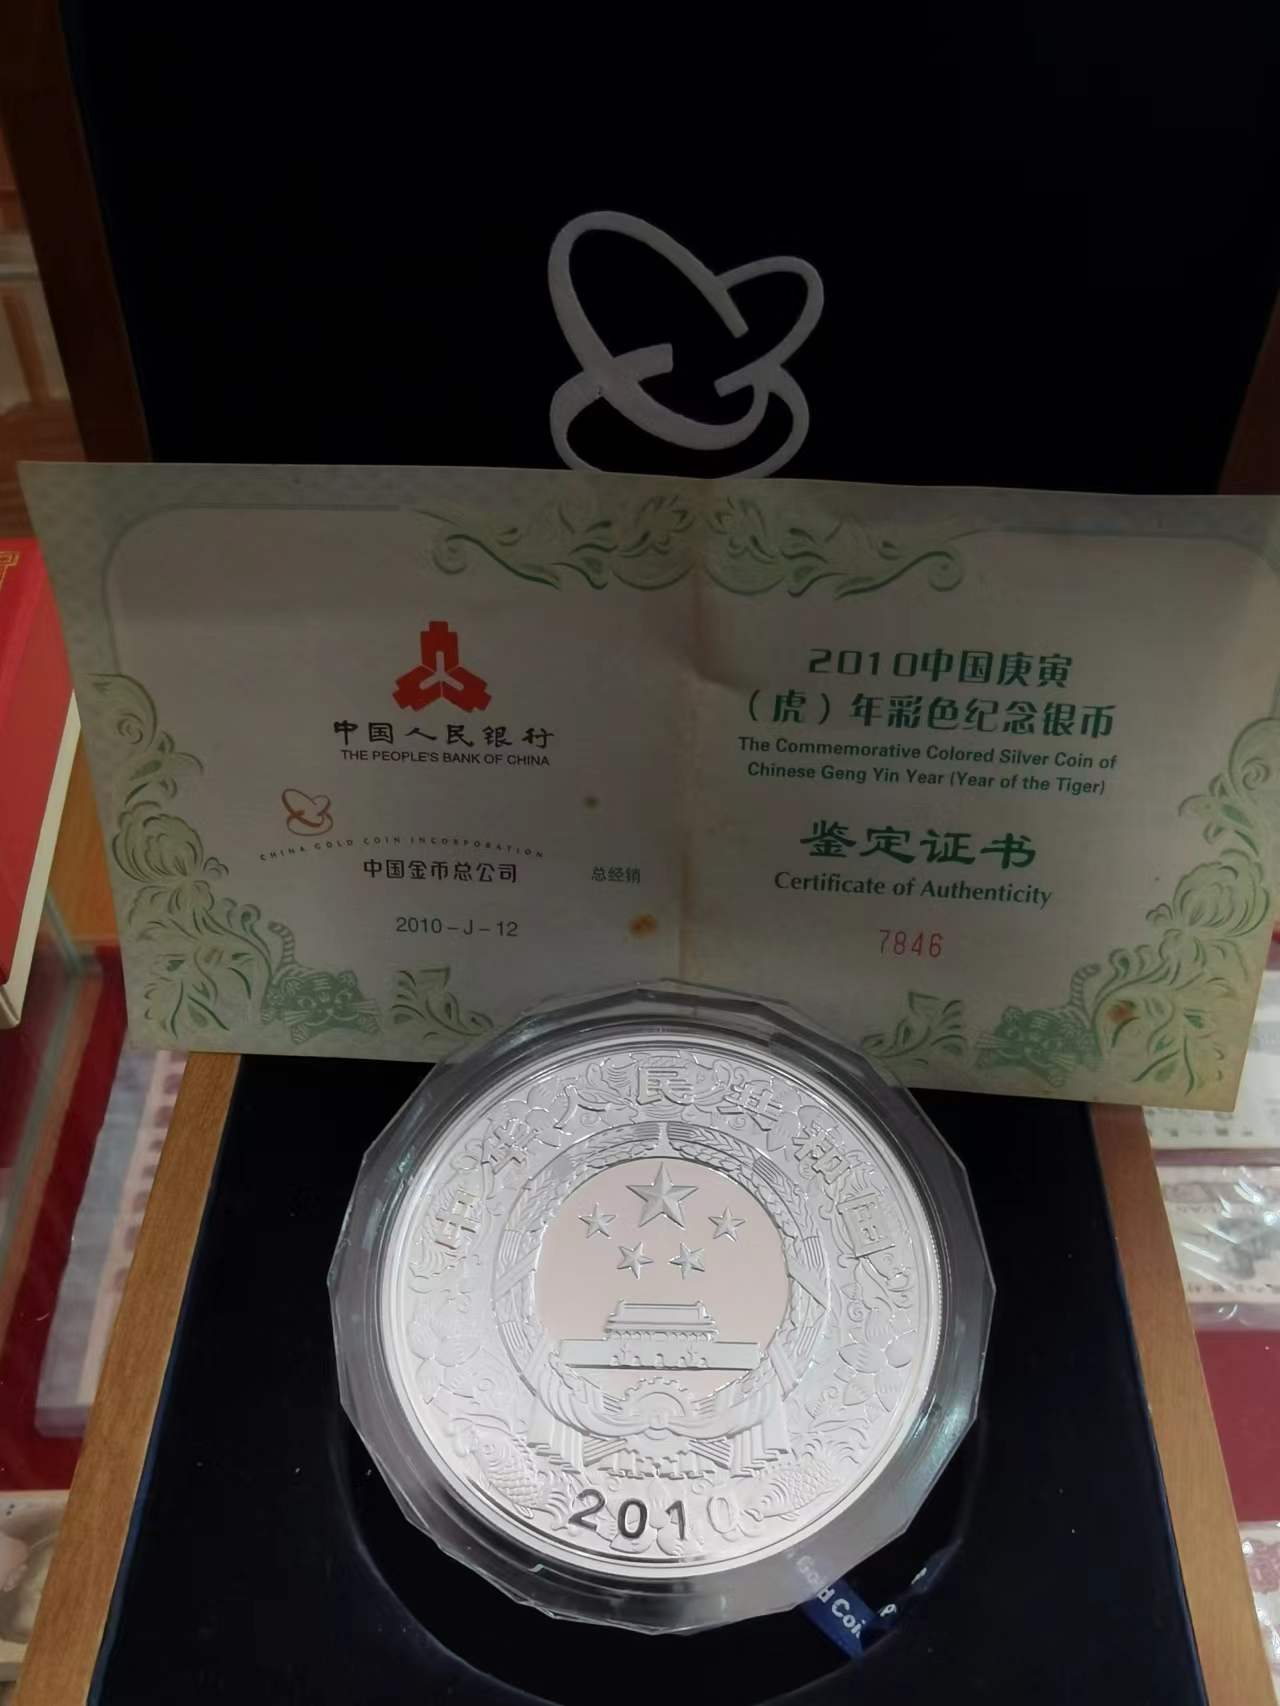 中国人民银行
THE PEOPLE'S BANK OF CHINA
CHINA GOLD COIN INCORPORATION
中国金币总公司
总经销
2010-J-12
2010中国庚寅
（虎）年彩色纪念银币
The Commemorative Colored Silver Coin of
Chinese Geng Yin Year (Year of the Tiger)
鉴定证书
Certificate of Authenticity
7846
中华人民共和国
2010
Gold Coin